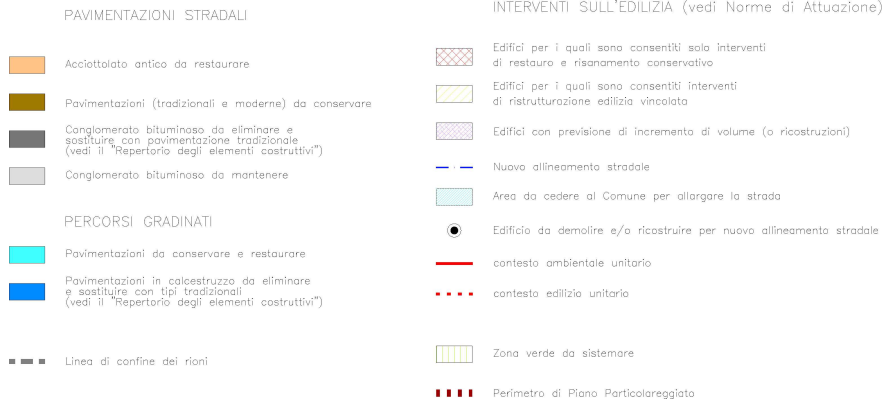 PAVIMENTAZIONI STRADALI
Acciottolato antico da restaurare
Pavimentazioni (tradizionali e moderne) da conservare
Conglomerato bituminoso da eliminare e
sostituire con pavimentazione tradizionale
(vedi il "Repertorio degli elementi costruttivi")
Conglomerato bituminoso da mantenere
PERCORSI GRADINATI
Pavimentazioni da conservare e restaurare
Pavimentazioni in calcestruzzo da eliminare
e sostituire con tipi tradizionali
(vedi il "Repertorio degli elementi costruttivi")
Linea di confine dei rioni
INTERVENTI SULL'EDILIZIA (vedi Norme di Attuazione)
Edifici per i quali sono consentiti solo interventi
di restauro e risanamento conservativo
Edifici per i quali sono consentiti interventi
di ristrutturazione edilizia vincolata
Edifici con previsione di incremento di volume (o ricostruzioni)
Nuovo allineamento stradale
Area da cedere al Comune per allargare la strada
Edificio da demolire e/o ricostruire per nuovo allineamento stradale
contesto ambientale unitario
contesto edilizio unitario
Zona verde da sistemare
Perimetro di Piano Particolareggiato